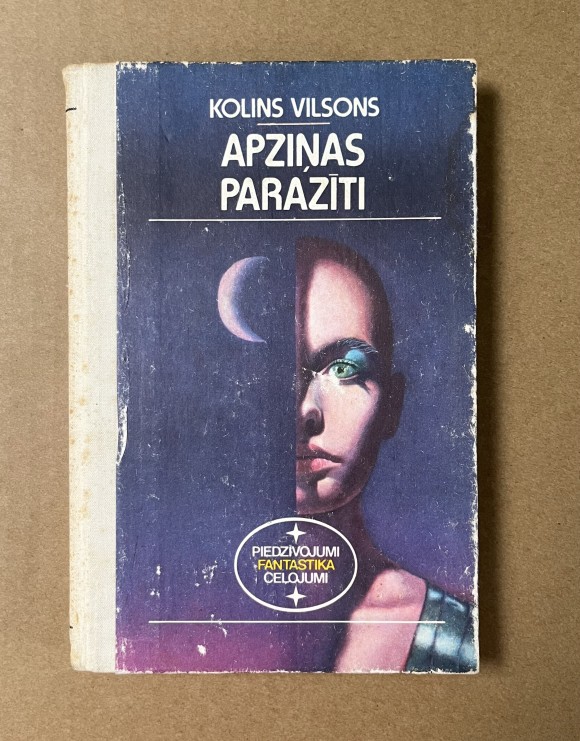 KOLINS VILSONS
APZIŅAS
PARAZĪTI
PIEDZĪVOJUMI
FANTASTIKA
CEĻOJUMI